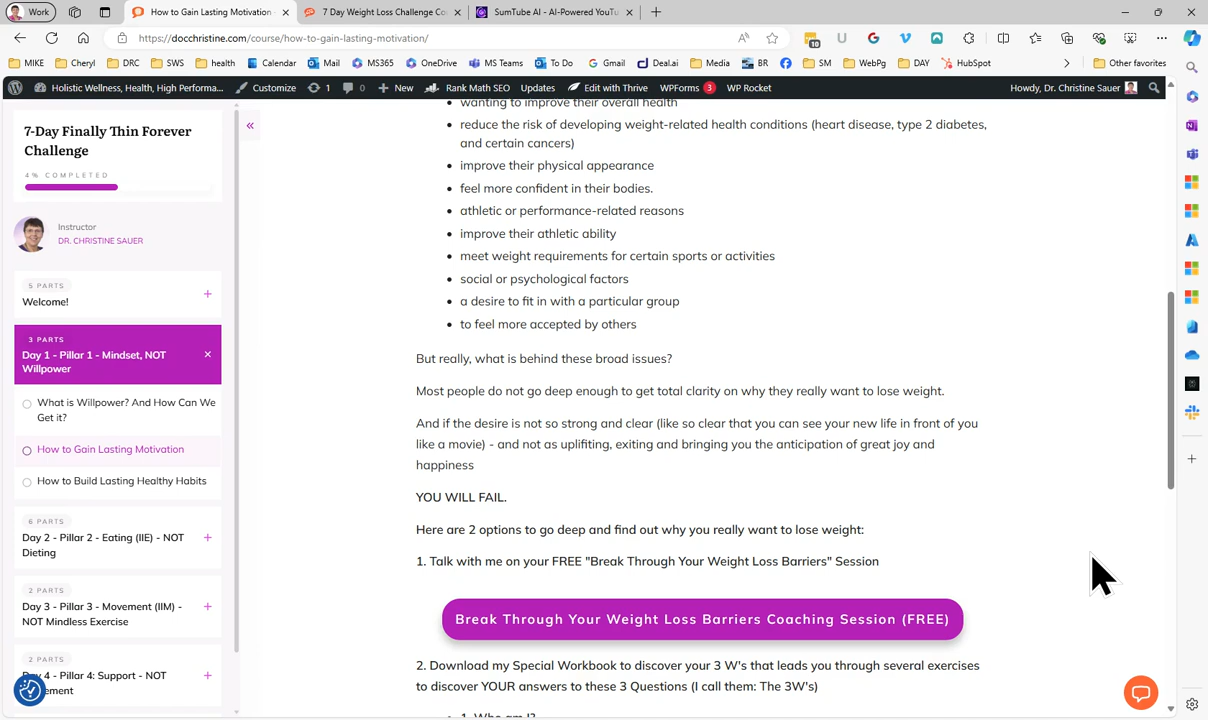 Work
How to Gain Lasting Motivation
7 Day Weight Loss Challenge Co
SumTube AI - AI-Powered YouTu
https://docchristine.com/course/how-to-gain-lasting-motivation/
10
MIKE
Cheryl
DRC
SWS
health
Calendar
Mail
MS365
OneDrive
MS Teams
To Do
Gmail
Deal.ai
Media
BR
SM
WebPg
DAY
HubSpot
Other favorites
Holistic Wellness, Health, High Performa...
Customize
1
0
New
Rank Math SEO
Updates
Edit with Thrive
WPForms 3
WP Rocket
Howdy, Dr. Christine Sauer
7-Day Finally Thin Forever
Challenge
4% COMPLETED
Instructor
DR. CHRISTINE SAUER
5 PARTS
Welcome!
3 PARTS
Day 1 - Pillar 1 - Mindset, NOT
Willpower
What is Willpower? And How Can We
Get it?
How to Gain Lasting Motivation
How to Build Lasting Healthy Habits
6 PARTS
Day 2 - Pillar 2 - Eating (IIE) - NOT
Dieting
2 PARTS
Day 3 - Pillar 3 - Movement (IIM) -
NOT Mindless Exercise
2 PARTS
Day 4 - Pillar 4: Support - NOT
ement
wanting to improve their overall health
reduce the risk of developing weight-related health conditions (heart disease, type 2 diabetes,
and certain cancers)
improve their physical appearance
feel more confident in their bodies.
athletic or performance-related reasons
improve their athletic ability
meet weight requirements for certain sports or activities
social or psychological factors
a desire to fit in with a particular group
to feel more accepted by others
But really, what is behind these broad issues?
Most people do not go deep enough to get total clarity on why they really want to lose weight.
And if the desire is not so strong and clear (like so clear that you can see your new life in front of you
like a movie) - and not as uplifting, exiting and bringing you the anticipation of great joy and
happiness
YOU WILL FAIL.
Here are 2 options to go deep and find out why you really want to lose weight:
1. Talk with me on your FREE "Break Through Your Weight Loss Barriers" Session
Break Through Your Weight Loss Barriers Coaching Session (FREE)
2. Download my Special Workbook to discover your 3 W's that leads you through several exercises
to discover YOUR answers to these 3 Questions (I call them: The 3W's)
1. Who am I?